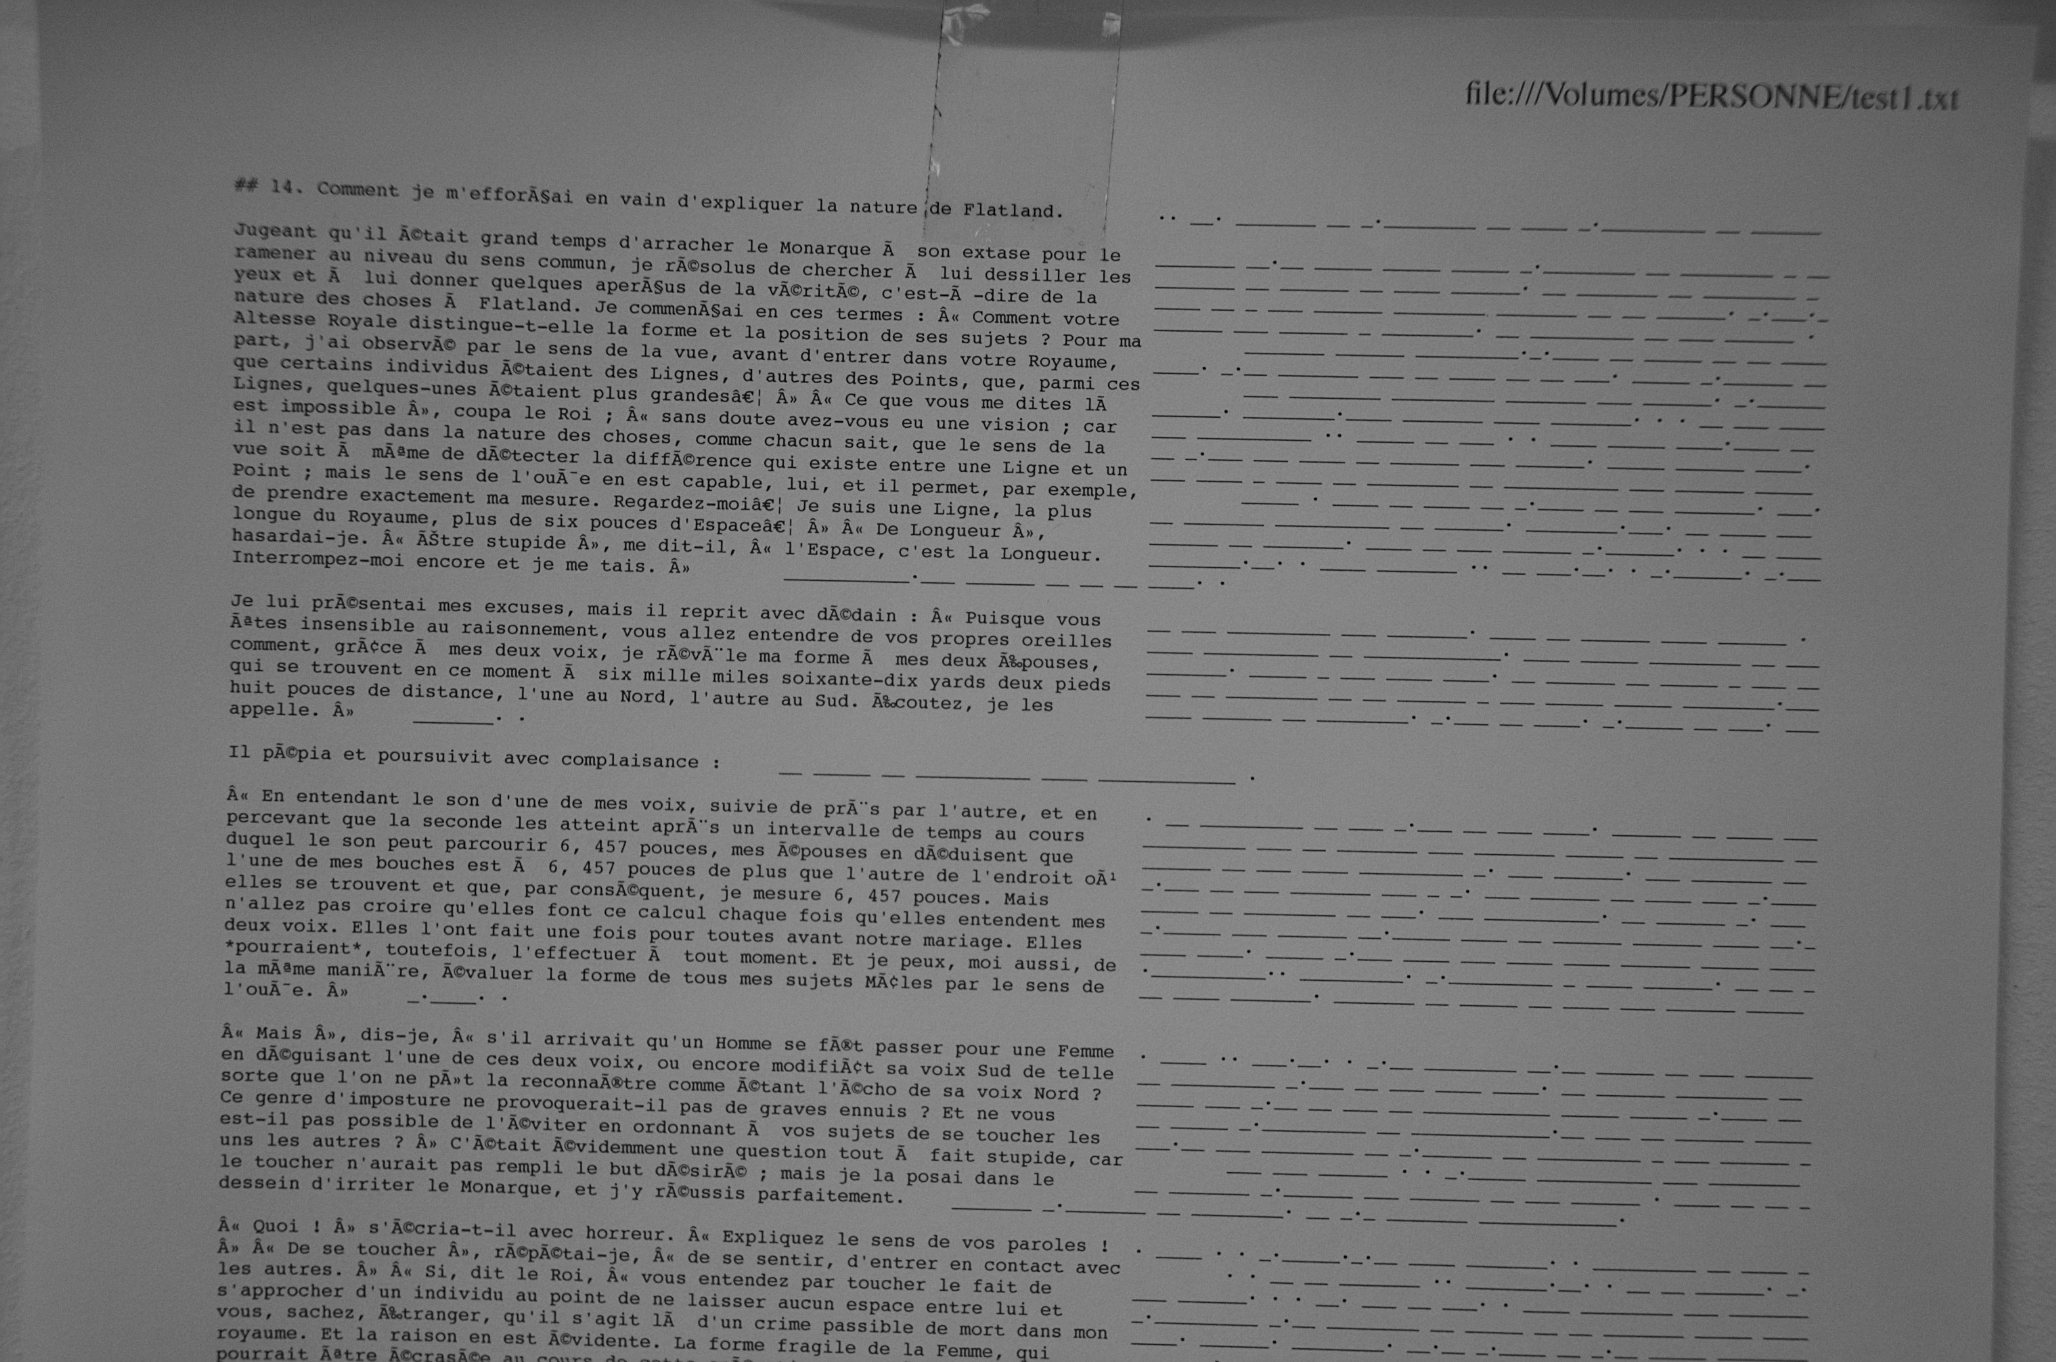 file:///Volumes/PERSONNE/test1.txt
## 14. Comment je m'efforÃ§ai en vain d'expliquer la nature de Flatland.
Jugeant qu'il Ã©tait grand temps d'arracher le Monarque Ã  son extase pour le
ramener au niveau du sens commun, je rÃ©solus de chercher Ã  lui dessiller les
yeux et Ã  lui donner quelques aperÃ§us de la vÃ©ritÃ©, c'est-Ã -dire de la
nature des choses Ã  Flatland. Je commenÃ§ai en ces termes : Â« Comment votre
Altesse Royale distingue-t-elle la forme et la position de ses sujets ? Pour ma
part, j'ai observÃ© par le sens de la vue, avant d'entrer dans votre Royaume,
que certains individus Ã©taient des Lignes, d'autres des Points, que, parmi ces
Lignes, quelques-unes Ã©taient plus grandesâ€¦ Â» Â« Ce que vous me dites lÃ
est impossible Â», coupa le Roi ; Â« sans doute avez-vous eu une vision ; car
il n'est pas dans la nature des choses, comme chacun sait, que le sens de la
vue soit Ã  mÃªme de dÃ©tecter la diffÃ©rence qui existe entre une Ligne et un
Point ; mais le sens de l'ouÃ¯e en est capable, lui, et il permet, par exemple,
de prendre exactement ma mesure. Regardez-moiâ€¦ Je suis une Ligne, la plus
longue du Royaume, plus de six pouces d'Espaceâ€¦ Â» Â« De Longueur Â»,
hasardai-je. Â« ÃŠtre stupide Â», me dit-il, Â« l'Espace, c'est la Longueur.
Interrompez-moi encore et je me tais. Â»
Je lui prÃ©sentai mes excuses, mais il reprit avec dÃ©dain : Â« Puisque vous
Ãªtes insensible au raisonnement, vous allez entendre de vos propres oreilles
comment, grÃ¢ce Ã  mes deux voix, je rÃ©vÃ¨le ma forme Ã  mes deux Ã‰pouses,
qui se trouvent en ce moment Ã  six mille miles soixante-dix yards deux pieds
huit pouces de distance, l'une au Nord, l'autre au Sud. Ã‰coutez, je les
appelle. Â»
Il pÃ©pia et poursuivit avec complaisance :
Â« En entendant le son d'une de mes voix, suivie de prÃ¨s par l'autre, et en
percevant que la seconde les atteint aprÃ¨s un intervalle de temps au cours
duquel le son peut parcourir 6, 457 pouces, mes Ã©pouses en dÃ©duisent que
l'une de mes bouches est Ã  6, 457 pouces de plus que l'autre de l'endroit oÃ¹
elles se trouvent et que, par consÃ©quent, je mesure 6, 457 pouces. Mais
n'allez pas croire qu'elles font ce calcul chaque fois qu'elles entendent mes
deux voix. Elles l'ont fait une fois pour toutes avant notre mariage. Elles
*pourraient*, toutefois, l'effectuer Ã  tout moment. Et je peux, moi aussi, de
la mÃªme maniÃ¨re, Ã©valuer la forme de tous mes sujets MÃ¢les par le sens de
l'ouÃ¯e. Â»
Â« Mais Â», dis-je, Â« s'il arrivait qu'un Homme se fÃ®t passer pour une Femme
en dÃ©guisant l'une de ces deux voix, ou encore modifiÃ¢t sa voix Sud de telle
sorte que l'on ne pÃ»t la reconnaÃ®tre comme Ã©tant l'Ã©cho de sa voix Nord ?
Ce genre d'imposture ne provoquerait-il pas de graves ennuis ? Et ne vous
est-il pas possible de l'Ã©viter en ordonnant Ã  vos sujets de se toucher les
uns les autres ? Â» C'Ã©tait Ã©videmment une question tout Ã  fait stupide, car
le toucher n'aurait pas rempli le but dÃ©sirÃ© ; mais je la posai dans le
dessein d'irriter le Monarque, et j'y rÃ©ussis parfaitement.
Â« Quoi ! Â» s'Ã©cria-t-il avec horreur. Â« Expliquez le sens de vos paroles !
Â» Â« De se toucher Â», rÃ©pÃ©tai-je, Â« de se sentir, d'entrer en contact avec
les autres. Â» Â« Si, dit le Roi, Â« vous entendez par toucher le fait de
s'approcher d'un individu au point de ne laisser aucun espace entre lui et
vous, sachez, Ã‰tranger, qu'il s'agit lÃ  d'un crime passible de mort dans mon
royaume. Et la raison en est Ã©vidente. La forme fragile de la Femme, qui
pourrait Ãªtre Ã©crasÃ©e au cours de